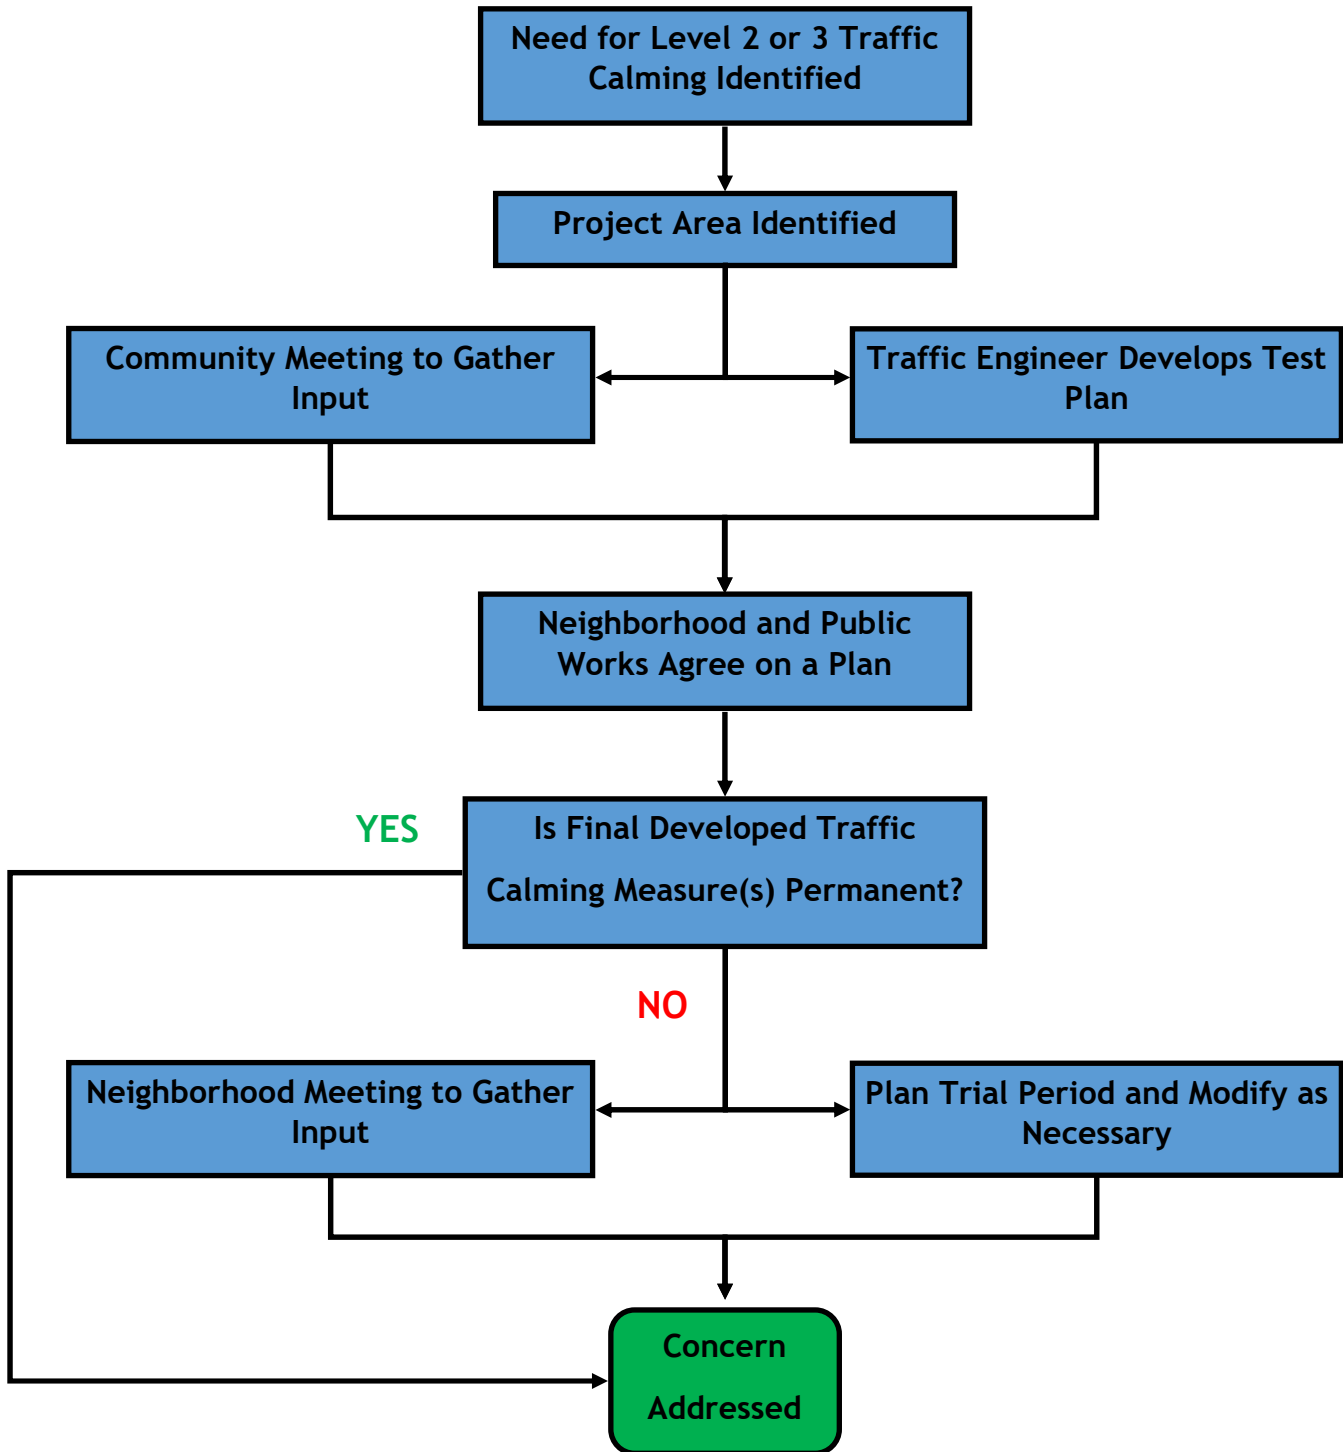 Need for Level 2 or 3 Traffic
Calming Identified
Project Area Identified
Community Meeting to Gather
Input
Traffic Engineer Develops Test
Plan
Neighborhood and Public
Works Agree on a Plan
YES
Is Final Developed Traffic
Calming Measure(s) Permanent?
NO
Neighborhood Meeting to Gather
Input
Plan Trial Period and Modify as
Necessary
Concern
Addressed